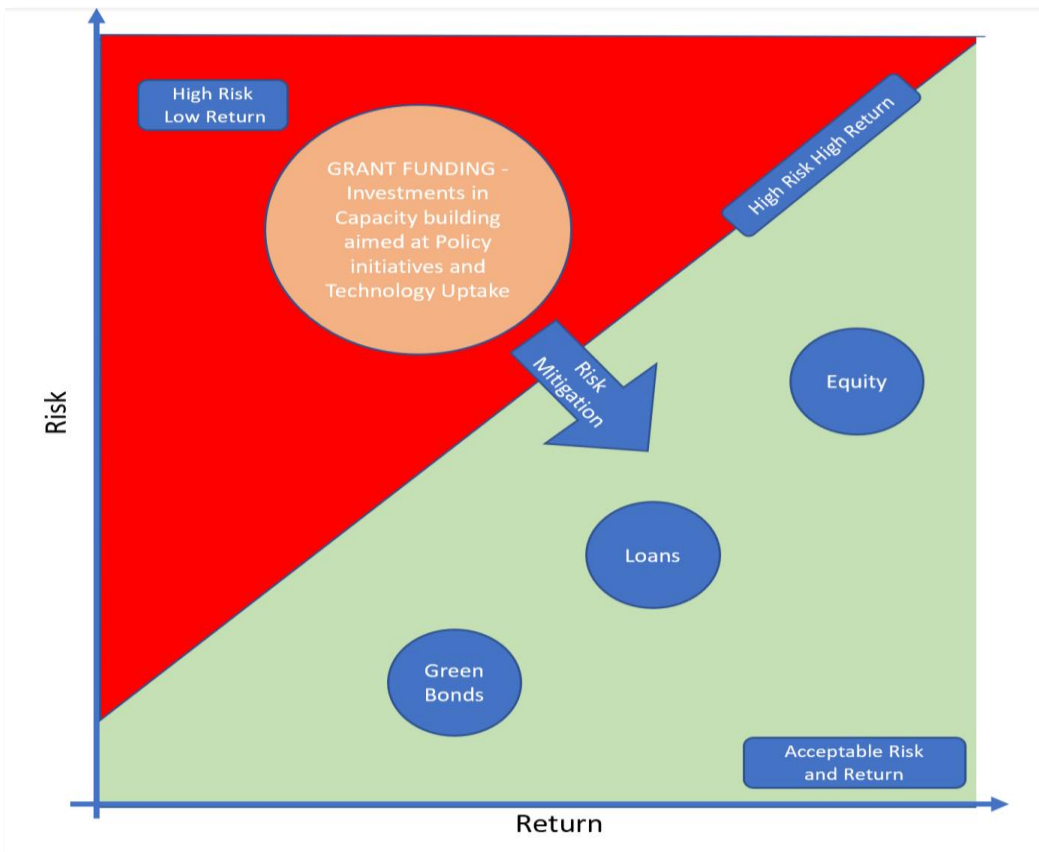 High Risk
Low Return
GRANT FUNDING -
Investments in
Capacity building
aimed at Policy
initiatives and
Technology Uptake
High Risk High Return
Risk
Mitigation
Equity
Risk
Loans
Green
Bonds
Acceptable Risk
and Return
Return